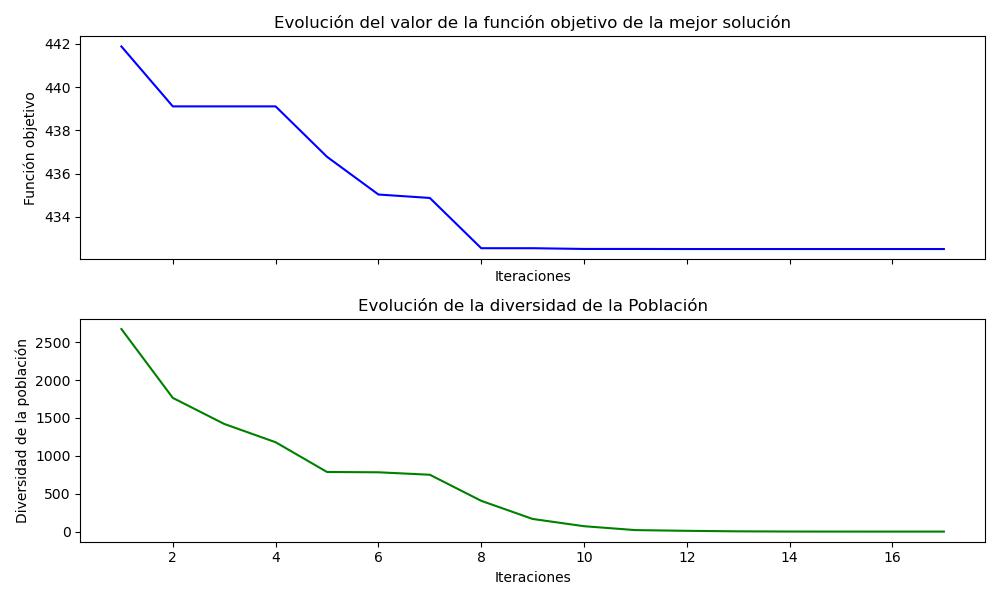 Evolución del valor de la función objetivo de la mejor solución
442
440
438
436
434
Función objetivo
Iteraciones
Evolución de la diversidad de la Población
2500
2000
1500
1000
500
0
Diversidad de la población
2 4 6 8 10 12 14 16
Iteraciones